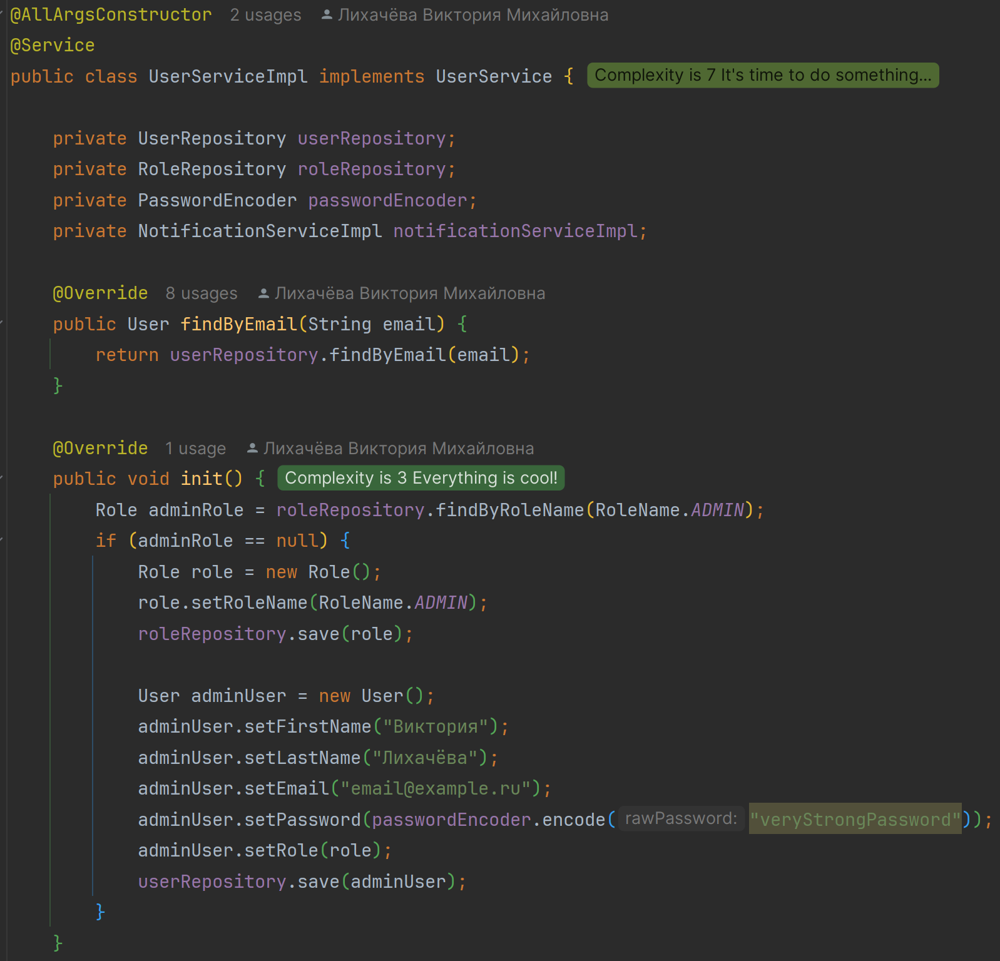 @AllArgsConstructor 2 usages Лихачёва Виктория Михайловна
@Service
public class UserServiceImpl implements UserService { Complexity is 7 It's time to do something...
private UserRepository userRepository;
private RoleRepository roleRepository;
private PasswordEncoder passwordEncoder;
private NotificationServiceImpl notificationServiceImpl;
@Override 8 usages Лихачёва Виктория Михайловна
public User findByEmail(String email) {
return userRepository.findByEmail(email);
}
@Override 1 usage Лихачёва Виктория Михайловна
public void init() { Complexity is 3 Everything is cool!
Role adminRole = roleRepository.findByRoleName(RoleName.ADMIN);
if (adminRole == null) {
Role role = new Role();
role.setRoleName(RoleName.ADMIN);
roleRepository.save(role);
User adminUser = new User();
adminUser.setFirstName("Виктория");
adminUser.setLastName("Лихачёва");
adminUser.setEmail("email@example.ru");
adminUser.setPassword(passwordEncoder.encode( rawPassword: "veryStrongPassword"));
adminUser.setRole(role);
userRepository.save(adminUser);
}
}